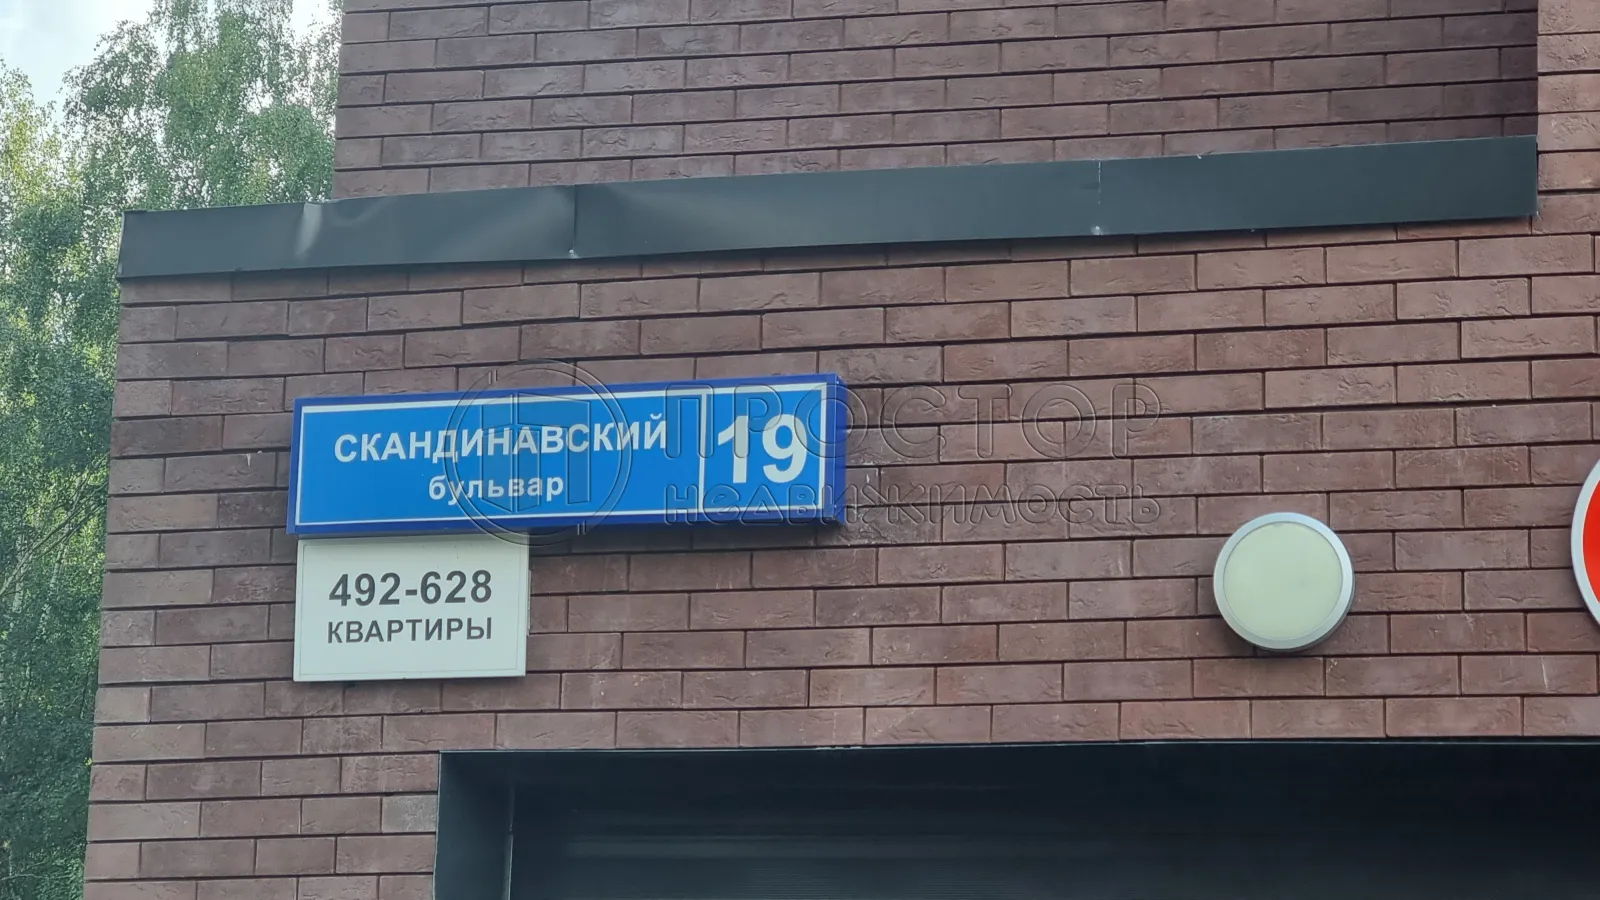 СКАНДИНАВСКИЙ
бульвар
19
492-628
КВАРТИРЫ
ПРОСТОР
недвижимость